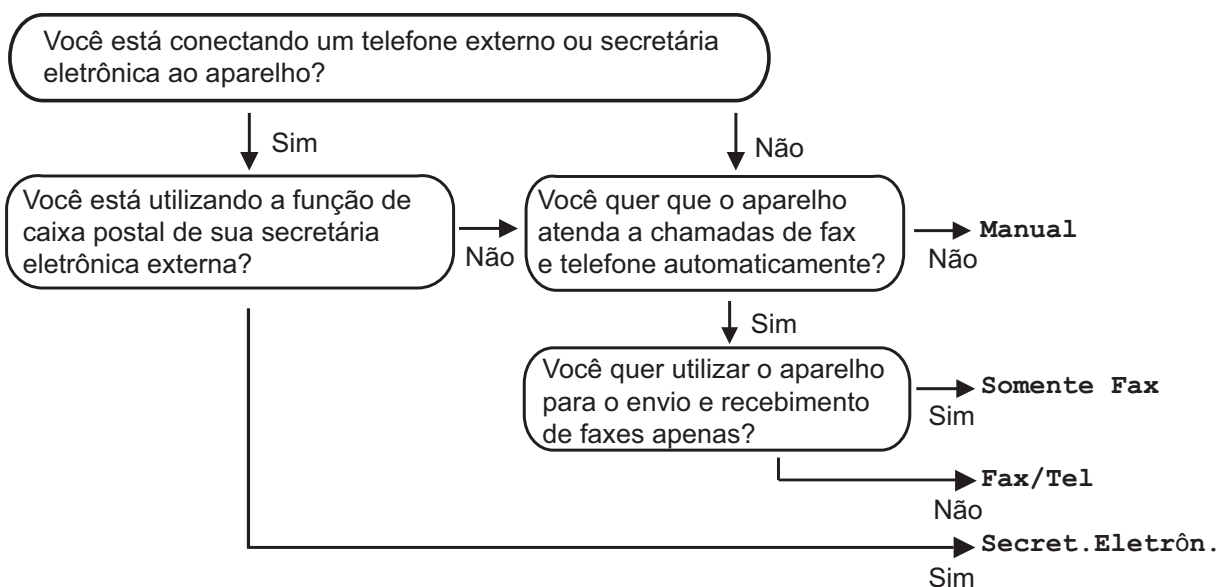 Você está conectando um telefone externo ou secretária
eletrônica ao aparelho?
Sim
Não
Você está utilizando a função de
caixa postal de sua secretária
eletrônica externa?
Não
Você quer que o aparelho
atenda a chamadas de fax
e telefone automaticamente?
Manual
Não
Sim
Você quer utilizar o aparelho
para o envio e recebimento
de faxes apenas?
Somente Fax
Sim
Fax/Tel
Não
Secret.Eletrôn.
Sim